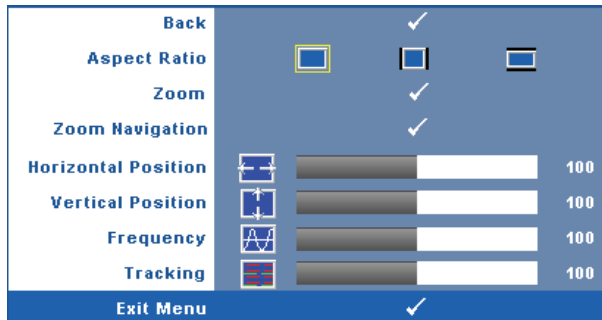 Back
Aspect Ratio
Zoom
Zoom Navigation
Horizontal Position 100
Vertical Position 100
Frequency 100
Tracking 100
Exit Menu